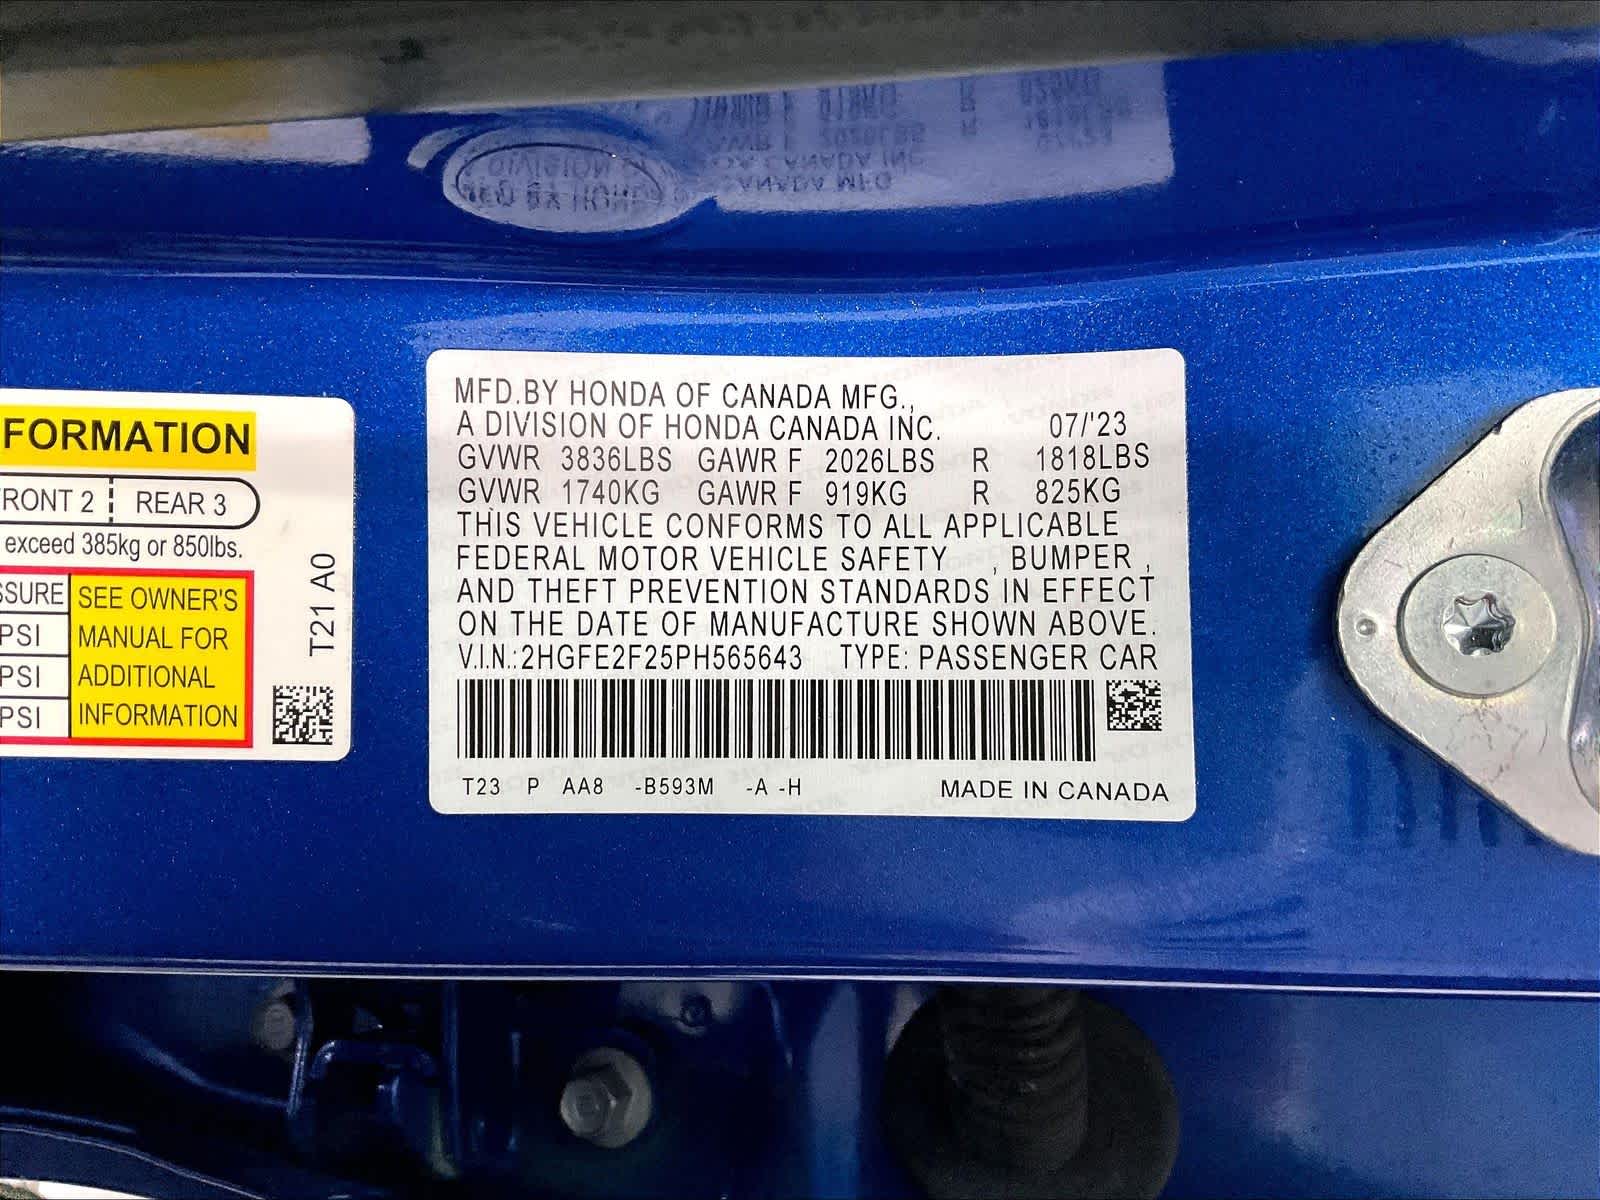 FORMATION
RONT 2 REAR 3
exceed 385kg or 850lbs.
SSURE
PSI
PSI
PSI
SEE OWNER'S
MANUAL FOR
ADDITIONAL
INFORMATION
T21 A0
MFD.BY HONDA OF CANADA MFG.,
A DIVISION OF HONDA CANADA INC. 07/'23
GVWR 3836LBS GAWR F 2026LBS R 1818LBS
GVWR 1740KG GAWR F 919KG R 825KG
THIS VEHICLE CONFORMS TO ALL APPLICABLE
FEDERAL MOTOR VEHICLE SAFETY , BUMPER ,
AND THEFT PREVENTION STANDARDS IN EFFECT
ON THE DATE OF MANUFACTURE SHOWN ABOVE.
V.I.N.:2HGFE2F25PH565643 TYPE: PASSENGER CAR
T23 P AA8 -B593M -A -H MADE IN CANADA